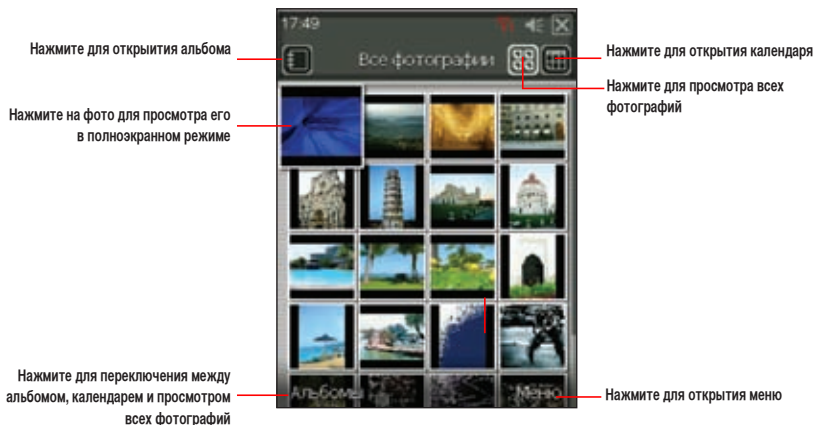 17:49
Нажмите для открыития альбома
Все фотографии
Нажмите для открытия календаря
Нажмите для просмотра всех
фотографий
Нажмите на фото для просмотра его
в полноэкранном режиме
Нажмите для переключения между
альбомом, календарем и просмотром
всех фотографий
Альбомы
Меню
Нажмите для открытия меню